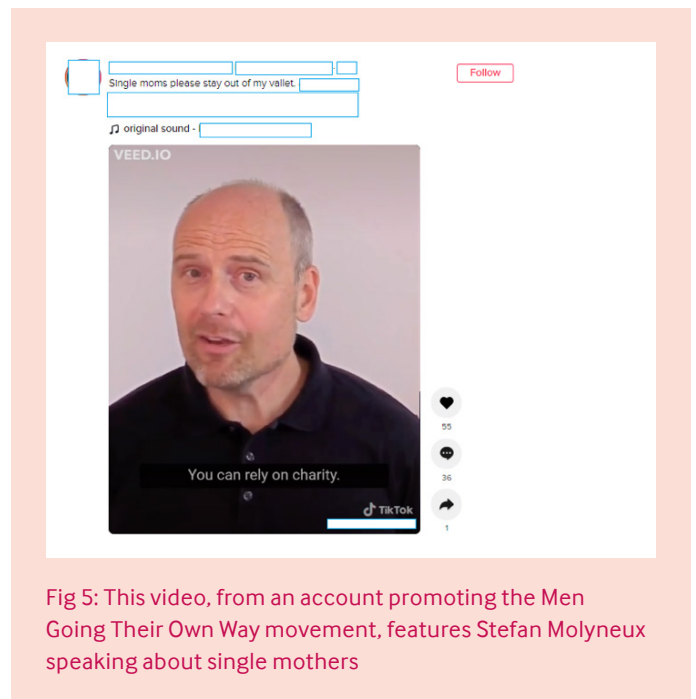 Follow
Single moms please stay out of my vallet.
original sound -
VEED.IO
You can rely on charity.
TikTok
55
36
1
Fig 5: This video, from an account promoting the Men
Going Their Own Way movement, features Stefan Molyneux
speaking about single mothers